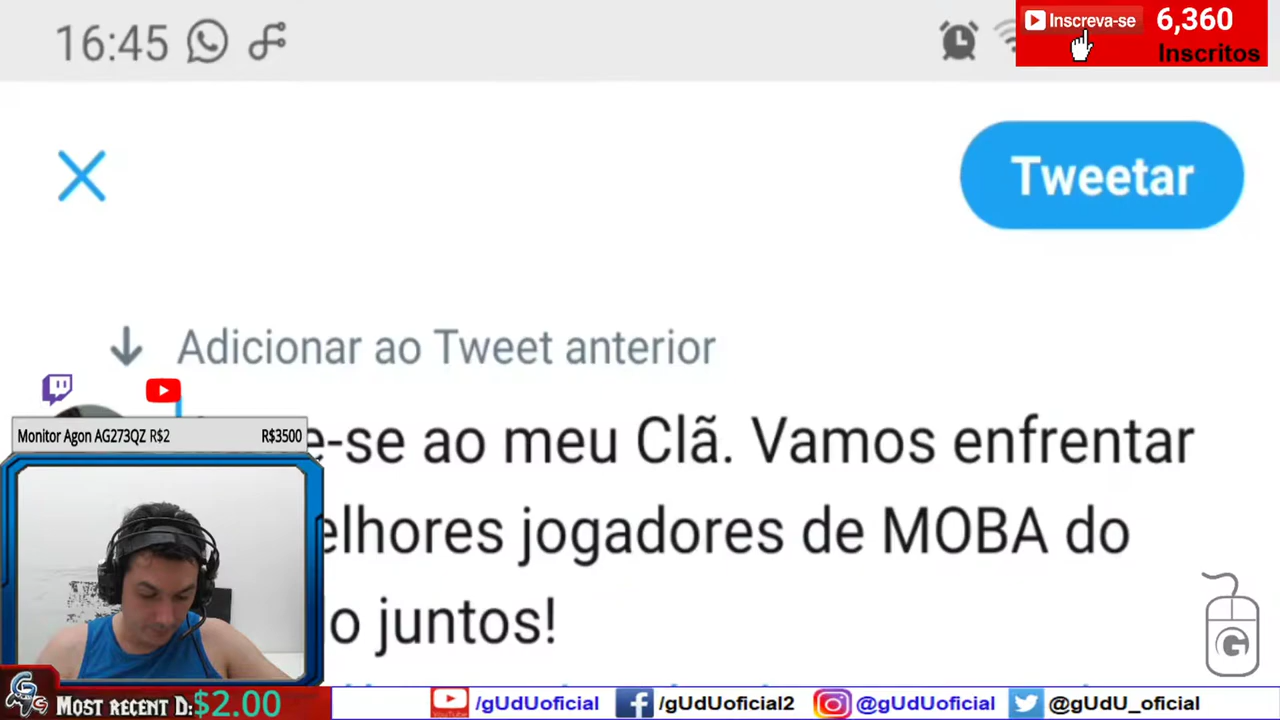 16:45
Inscreva-se 6,360
Inscritos
Tweetar
Adicionar ao Tweet anterior
Monitor Agon AG273QZ R$2 R$3500
e-se ao meu Clã. Vamos enfrentar
elhores jogadores de MOBA do
o juntos!
Most recent D: $2.00
/gUdUoficial /gUdUoficial2 @gUdUoficial @gUdU_oficial